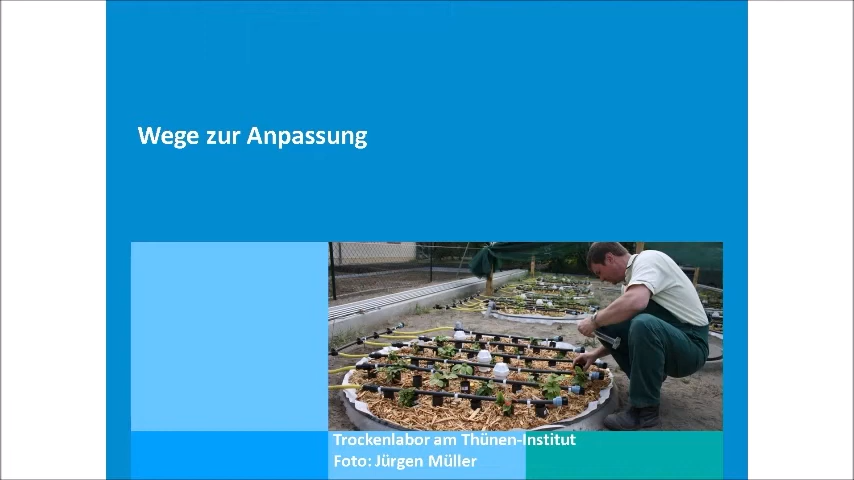 Wege zur Anpassung
Trockenlabor am Thünen-Institut
Foto: Jürgen Müller